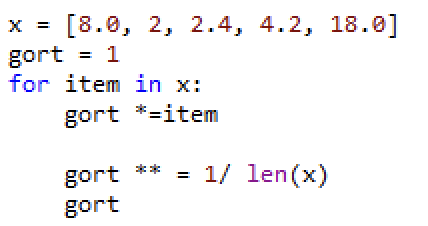 x = [8.0, 2, 2.4, 4.2, 18.0]
gort = 1
for item in x:
    gort *=item

    gort ** = 1/ len(x)
    gort